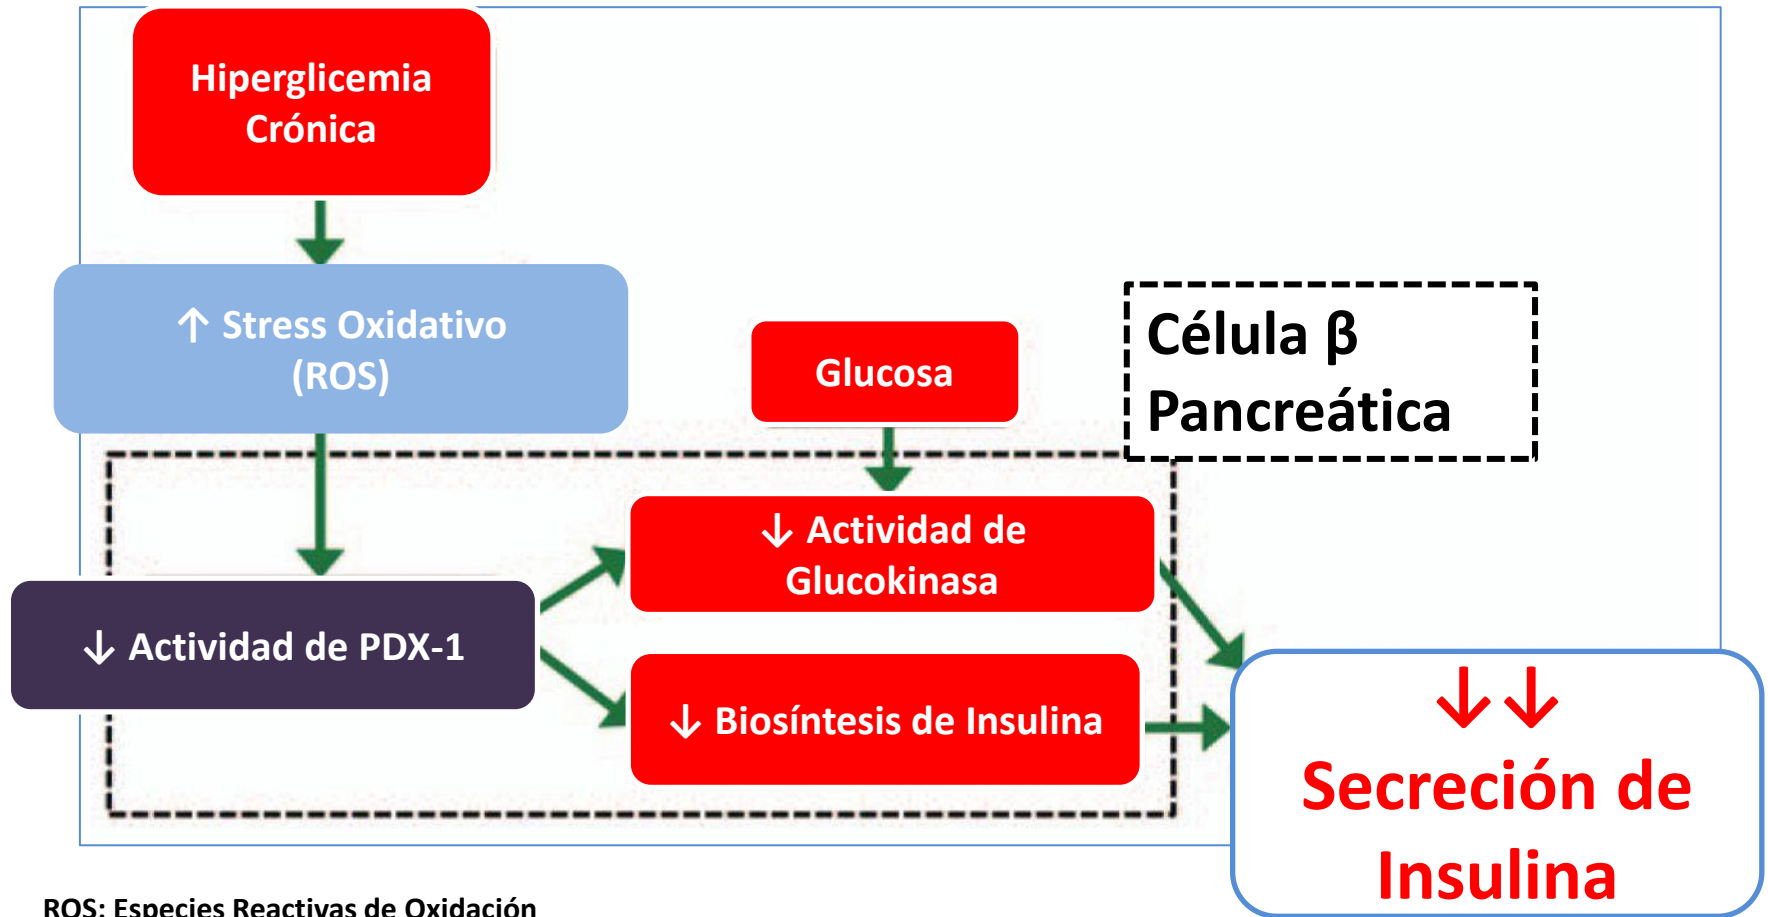 Hiperglicemia
Crónica
↑ Stress Oxidativo
(ROS)
Glucosa
Célula β
Pancreática
↓ Actividad de
Glucokinasa
↓ Actividad de PDX-1
↓ Biosíntesis de Insulina
↓↓
Secreción de
Insulina
ROS: Especies Reactivas de Oxidación